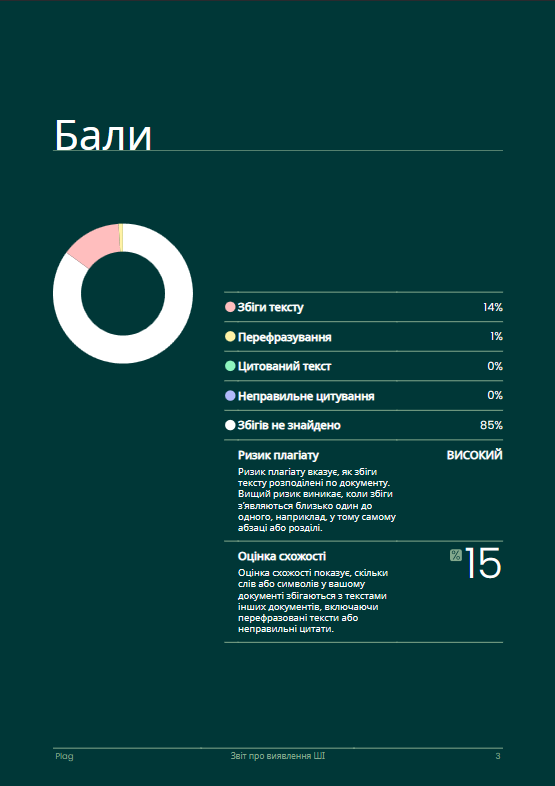 Бали
Збіги тексту 14%
Перефразування 1%
Цитований текст 0%
Неправильне цитування 0%
Збігів не знайдено 85%
Ризик плагіату ВИСОКИЙ
Ризик плагіату вказує, як збіги
тексту розподілені по документу.
Вищий ризик виникає, коли збіги
з’являються близько один до
одного, наприклад, у тому самому
абзаці або розділі.
Оцінка схожості % 15
Оцінка схожості показує, скільки
слів або символів у вашому
документі збігаються з текстами
інших документів, включаючи
перефразовані тексти або
неправильні цитати.
Plag Звіт про виявлення ШІ 3